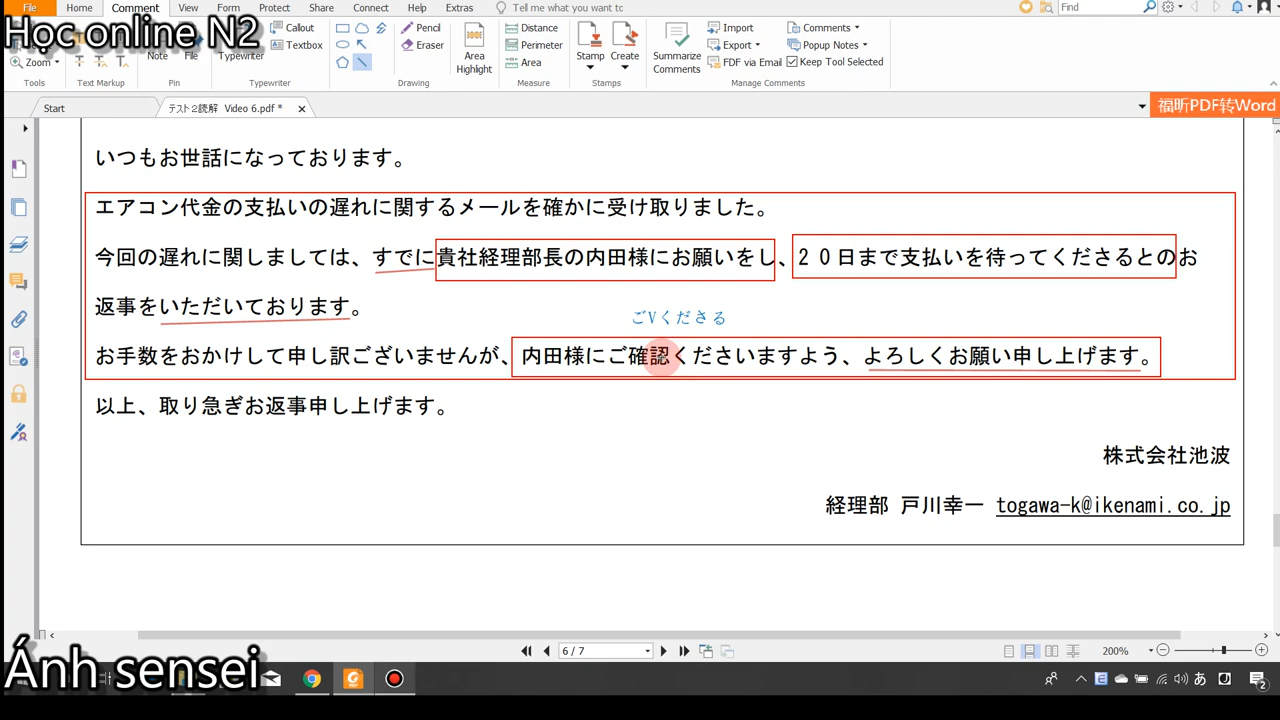 File Home Comment View Form Protect Share Connect Help Extras Tell me what you want to Find
Học online N2
Note File Typewriter Callout Textbox Pencil Eraser Area Highlight Distance Perimeter Area Stamp Create Summarize Comments Import Export FDF via Email Comments Popup Notes Keep Tool Selected
Zoom
Tools Text Markup Pin Typewriter Drawing Measure Stamps Manage Comments
Start テスト2読解 Video 6.pdf * 福昕PDF转Word
いつもお世話になっております。
エアコン代金の支払いの遅れに関するメールを確かに受け取りました。
今回の遅れに関しましては、すでに貴社経理部長の内田様にお願いをし、２０日まで支払いを待ってくださるとのお
返事をいただいております。
ごVくださる
お手数をおかけして申し訳ございませんが、内田様にご確認くださいますよう、よろしくお願い申し上げます。
以上、取り急ぎお返事申し上げます。
株式会社池波
経理部 戸川幸一 togawa-k@ikenami.co.jp
6 / 7 200%
Ánh sensei
あ 2